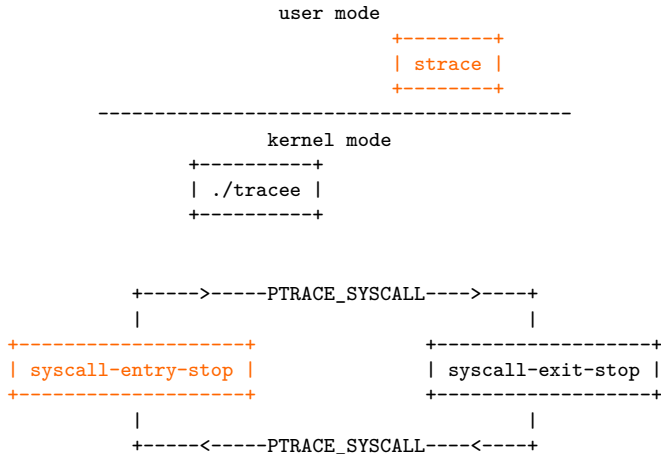 user mode
+--------+
| strace |
+--------+
------------------------------------------
kernel mode
+----------+
| ./tracee |
+----------+
+----->-----PTRACE_SYSCALL---->----+
| |
+--------------------+ +-------------------+
| syscall-entry-stop | | syscall-exit-stop |
+--------------------+ +-------------------+
| |
+-----<-----PTRACE_SYSCALL----<----+